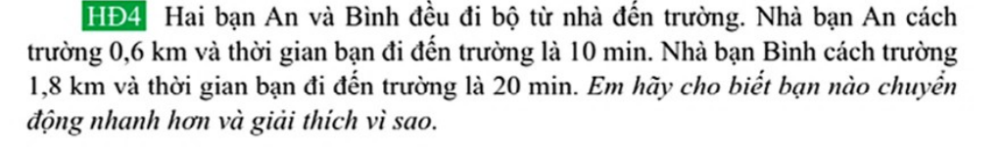 HĐ4 Hai bạn An và Bình đều đi bộ từ nhà đến trường. Nhà bạn An cách
trường 0,6 km và thời gian bạn đi đến trường là 10 min. Nhà bạn Bình cách trường
1,8 km và thời gian bạn đi đến trường là 20 min. Em hãy cho biết bạn nào chuyển
động nhanh hơn và giải thích vì sao.